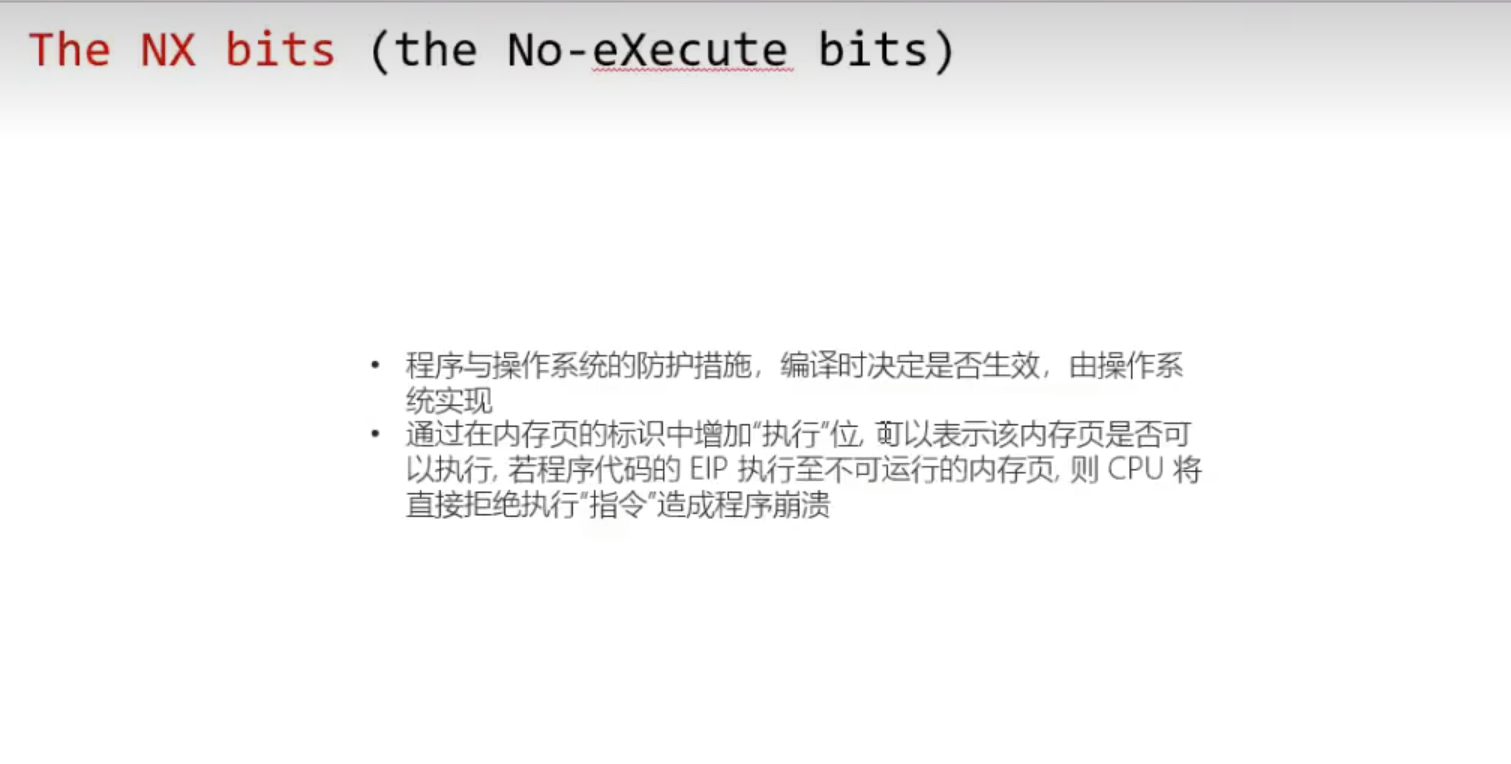 The NX bits (the No-eXecute bits)
• 程序与操作系统的防护措施，编译时决定是否生效，由操作系
统实现
• 通过在内存页的标识中增加“执行”位, 可以表示该内存页是否可
以执行, 若程序代码的 EIP 执行至不可运行的内存页, 则 CPU 将
直接拒绝执行“指令”造成程序崩溃